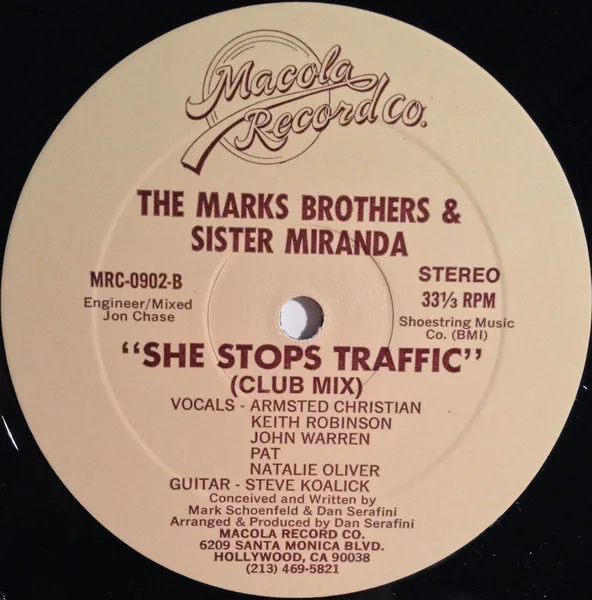 Macola
Record Co.
THE MARKS BROTHERS &
SISTER MIRANDA
MRC-0902-B
Engineer/Mixed
Jon Chase
STEREO
33⅓ RPM
Shoestring Music
Co. (BMI)
"SHE STOPS TRAFFIC"
(CLUB MIX)
VOCALS - ARMSTED CHRISTIAN
KEITH ROBINSON
JOHN WARREN
PAT
NATALIE OLIVER
GUITAR - STEVE KOALICK
Conceived and Written by
Mark Schoenfeld & Dan Serafini
Arranged & Produced by Dan Serafini
MACOLA RECORD CO.
6209 SANTA MONICA BLVD.
HOLLYWOOD, CA 90038
(213) 469-5821